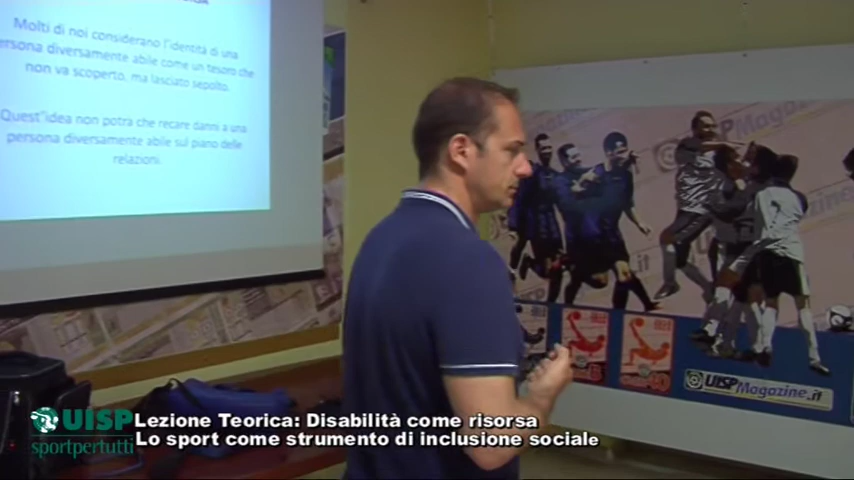 Molti di noi considerano l'identità di una
persona diversamente abile come un tesoro che
non va scoperto, ma lasciato sepolto.
Quest"idea non potra che recare danni a una
persona diversamente abile sul piano delle
relazioni.
UISPMagazine
UISPMagazine.it
UISP
sportpertutti
Lezione Teorica: Disabilità come risorsa
Lo sport come strumento di inclusione sociale